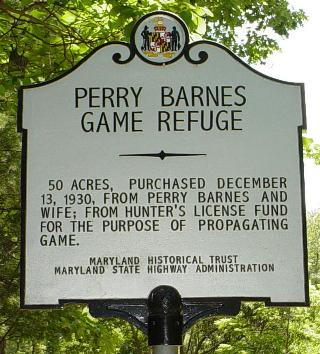 PERRY BARNES
GAME REFUGE
50 ACRES, PURCHASED DECEMBER
13, 1930, FROM PERRY BARNES AND
WIFE; FROM HUNTER'S LICENSE FUND
FOR THE PURPOSE OF PROPAGATING
GAME.
MARYLAND HISTORICAL TRUST
MARYLAND STATE HIGHWAY ADMINISTRATION